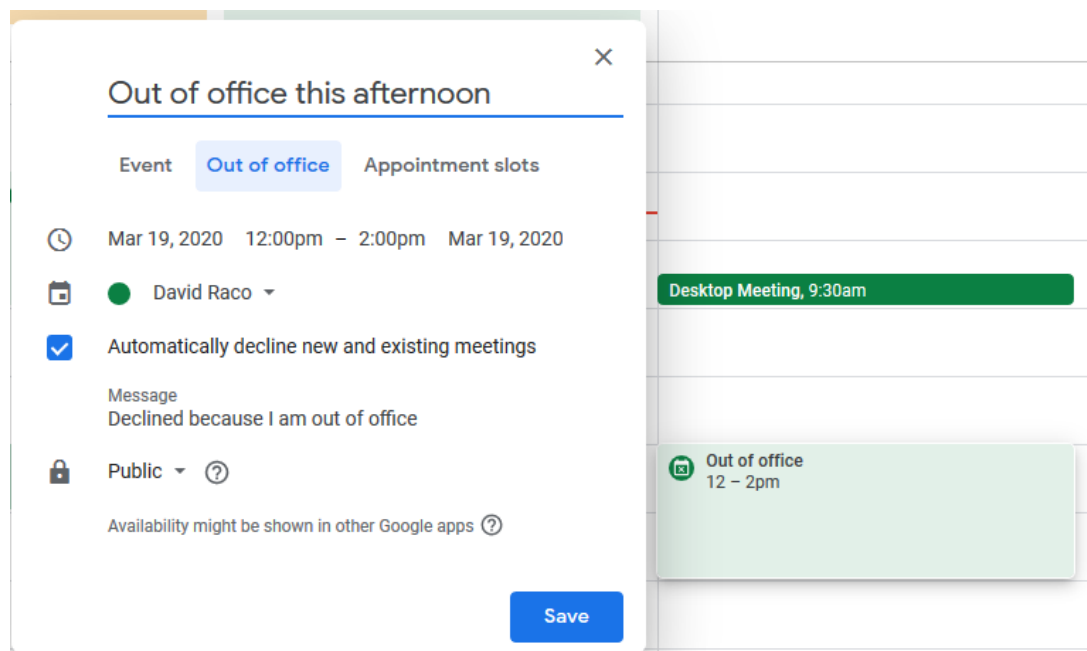 Out of office this afternoon
Event Out of office Appointment slots
Mar 19, 2020 12:00pm – 2:00pm Mar 19, 2020
David Raco
Automatically decline new and existing meetings
Message
Declined because I am out of office
Public
Availability might be shown in other Google apps
Save
Desktop Meeting, 9:30am
Out of office
12 – 2pm